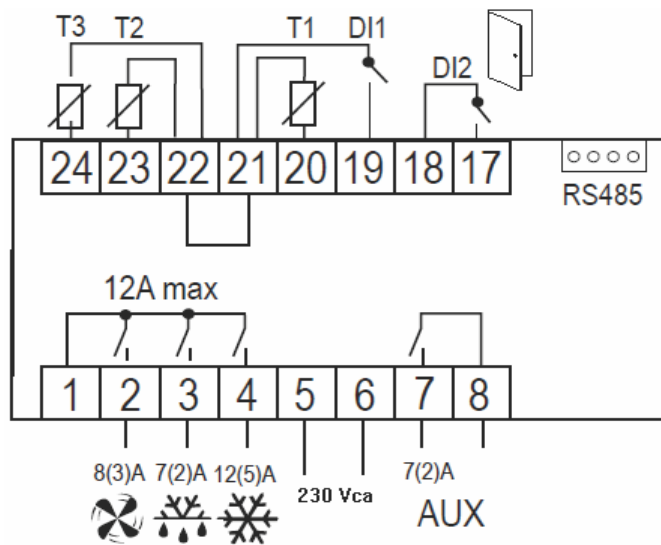 T3 T2 T1 DI1
DI2
24 23 22 21 20 19 18 17
RS485
12A max
1 2 3 4 5 6 7 8
8(3)A 7(2)A 12(5)A 230 Vca 7(2)A
AUX